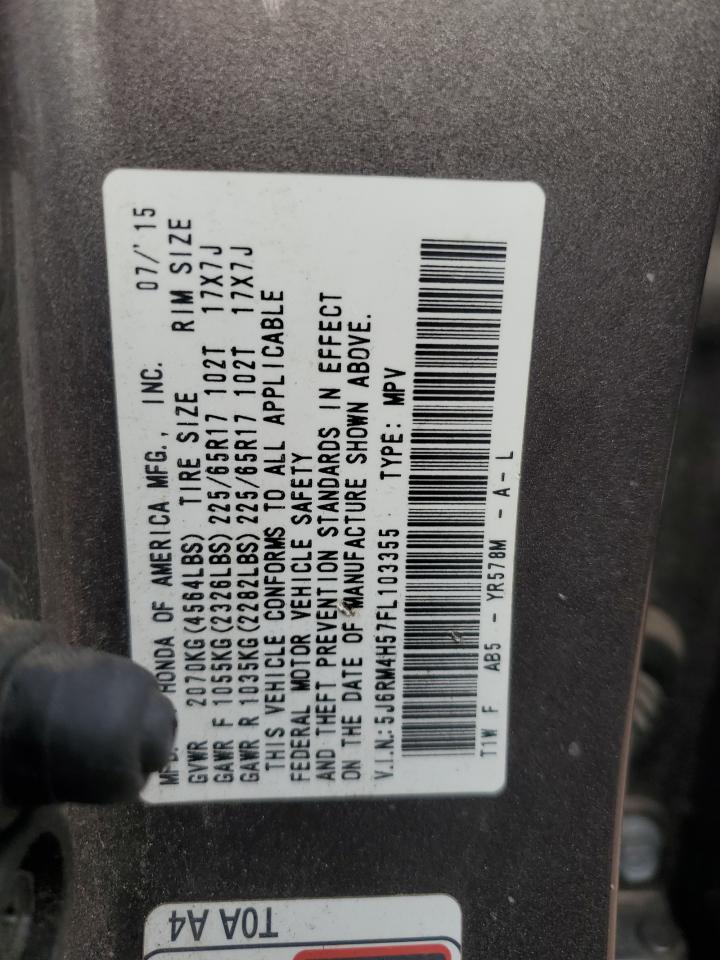 MFD. HONDA OF AMERICA MFG., INC. 07/'15
GVWR 2070KG(4564LBS) TIRE SIZE RIM SIZE
GAWR F 1055KG(2326LBS) 225/65R17 102T 17X7J
GAWR R 1035KG(2282LBS) 225/65R17 102T 17X7J
THIS VEHICLE CONFORMS TO ALL APPLICABLE
FEDERAL MOTOR VEHICLE SAFETY
AND THEFT PREVENTION STANDARDS IN EFFECT
ON THE DATE OF MANUFACTURE SHOWN ABOVE.
V.I.N.: 5J6RM4H57FL103355 TYPE: MPV
T1W F AB5 - YR578M - A - L
T0A A4